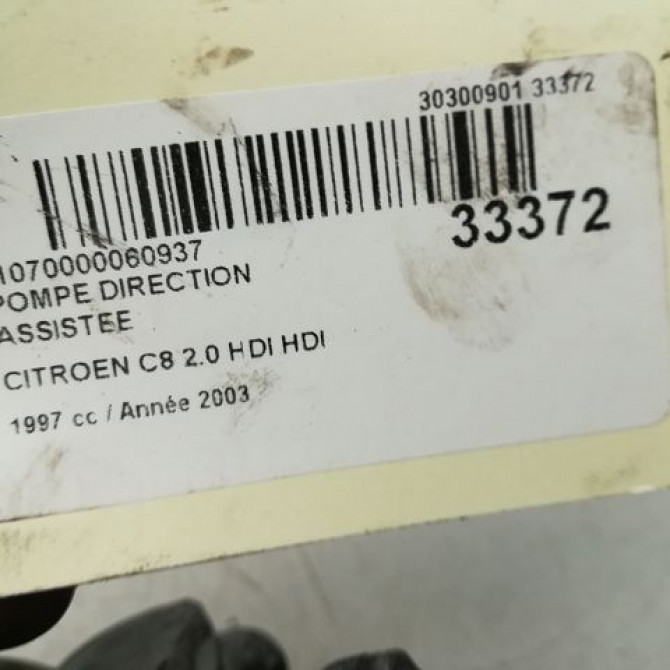 30300901 33372
33372
1070000060937
POMPE DIRECTION
ASSISTEE
CITROEN C8 2.0 HDI HDI
1997 cc / Année 2003